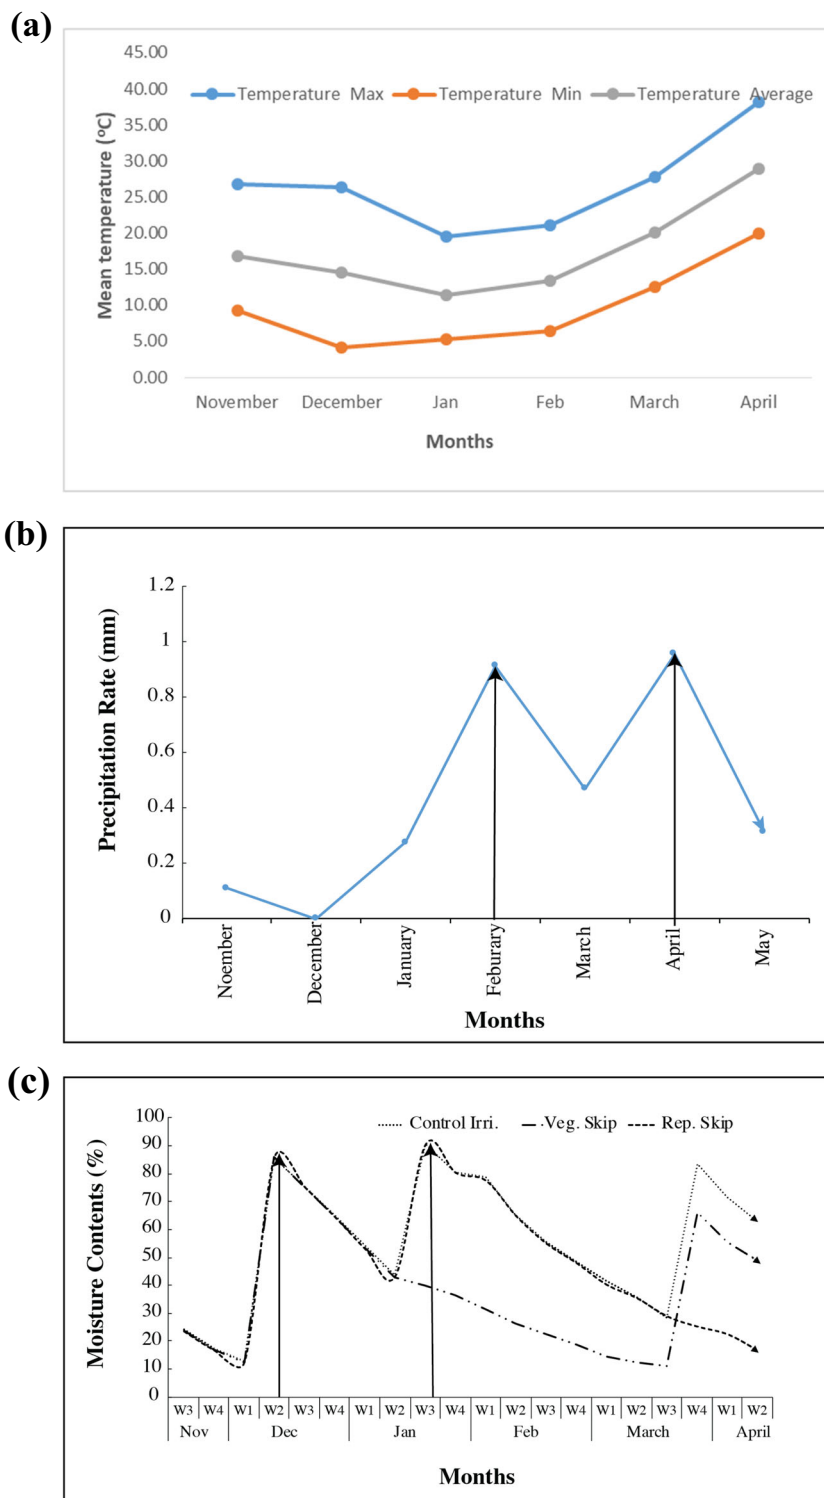 (a)
45.00
40.00
35.00
30.00
25.00
20.00
15.00
10.00
5.00
0.00
Mean temperature (ºC)
Temperature Max Temperature Min Temperature Average
November December Jan Feb March April
Months
(b)
1.2
1
0.8
0.6
0.4
0.2
0
Precipitation Rate (mm)
Noember December January Feburary March April May
Months
(c)
100
90
80
70
60
50
40
30
20
10
0
Moisture Contents (%)
Control Irri. Veg. Skip Rep. Skip
W3 W4 W1 W2 W3 W4 W1 W2 W3 W4 W1 W2 W3 W4 W1 W2 W3 W4 W1 W2
Nov Dec Jan Feb March April
Months